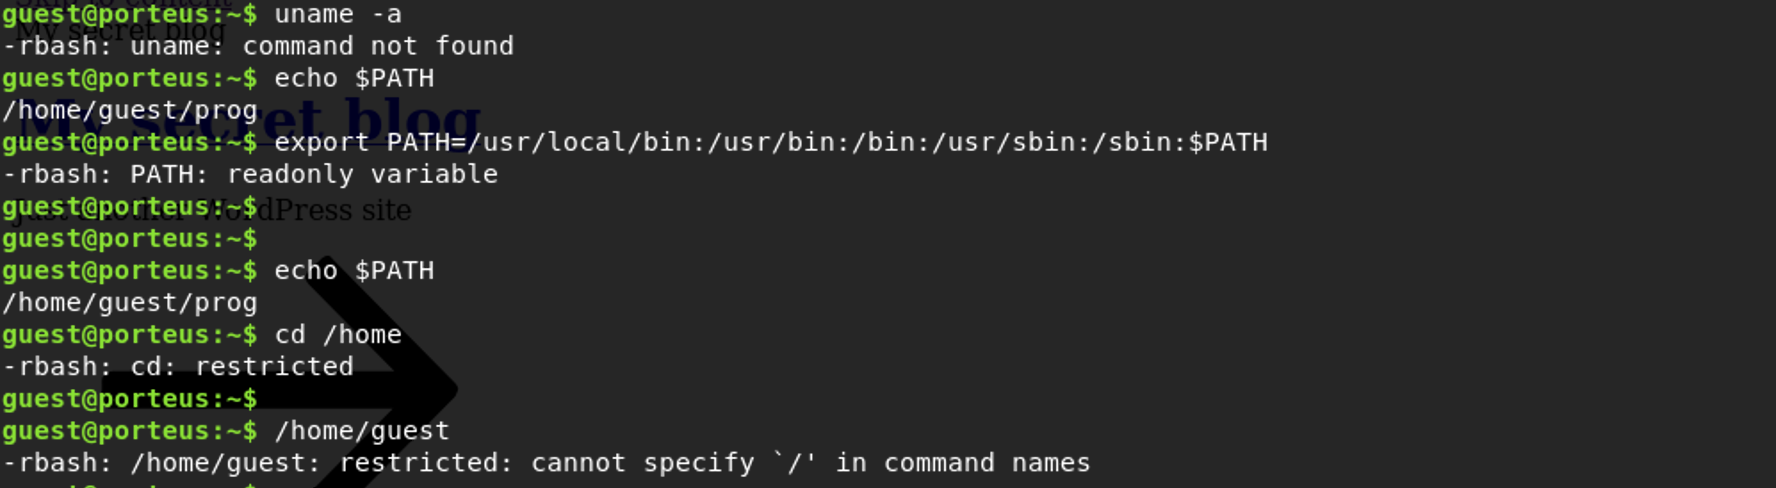 Skip to content
guest@porteus:~$ uname -a
My secret blog
-rbash: uname: command not found
guest@porteus:~$ echo $PATH
/home/guest/prog
My secret blog
guest@porteus:~$ export PATH=/usr/local/bin:/usr/bin:/bin:/usr/sbin:/sbin:$PATH
-rbash: PATH: readonly variable
guest@porteus:~$
Just another WordPress site
guest@porteus:~$
guest@porteus:~$ echo $PATH
/home/guest/prog
guest@porteus:~$ cd /home
-rbash: cd: restricted
guest@porteus:~$
guest@porteus:~$ /home/guest
-rbash: /home/guest: restricted: cannot specify `/' in command names